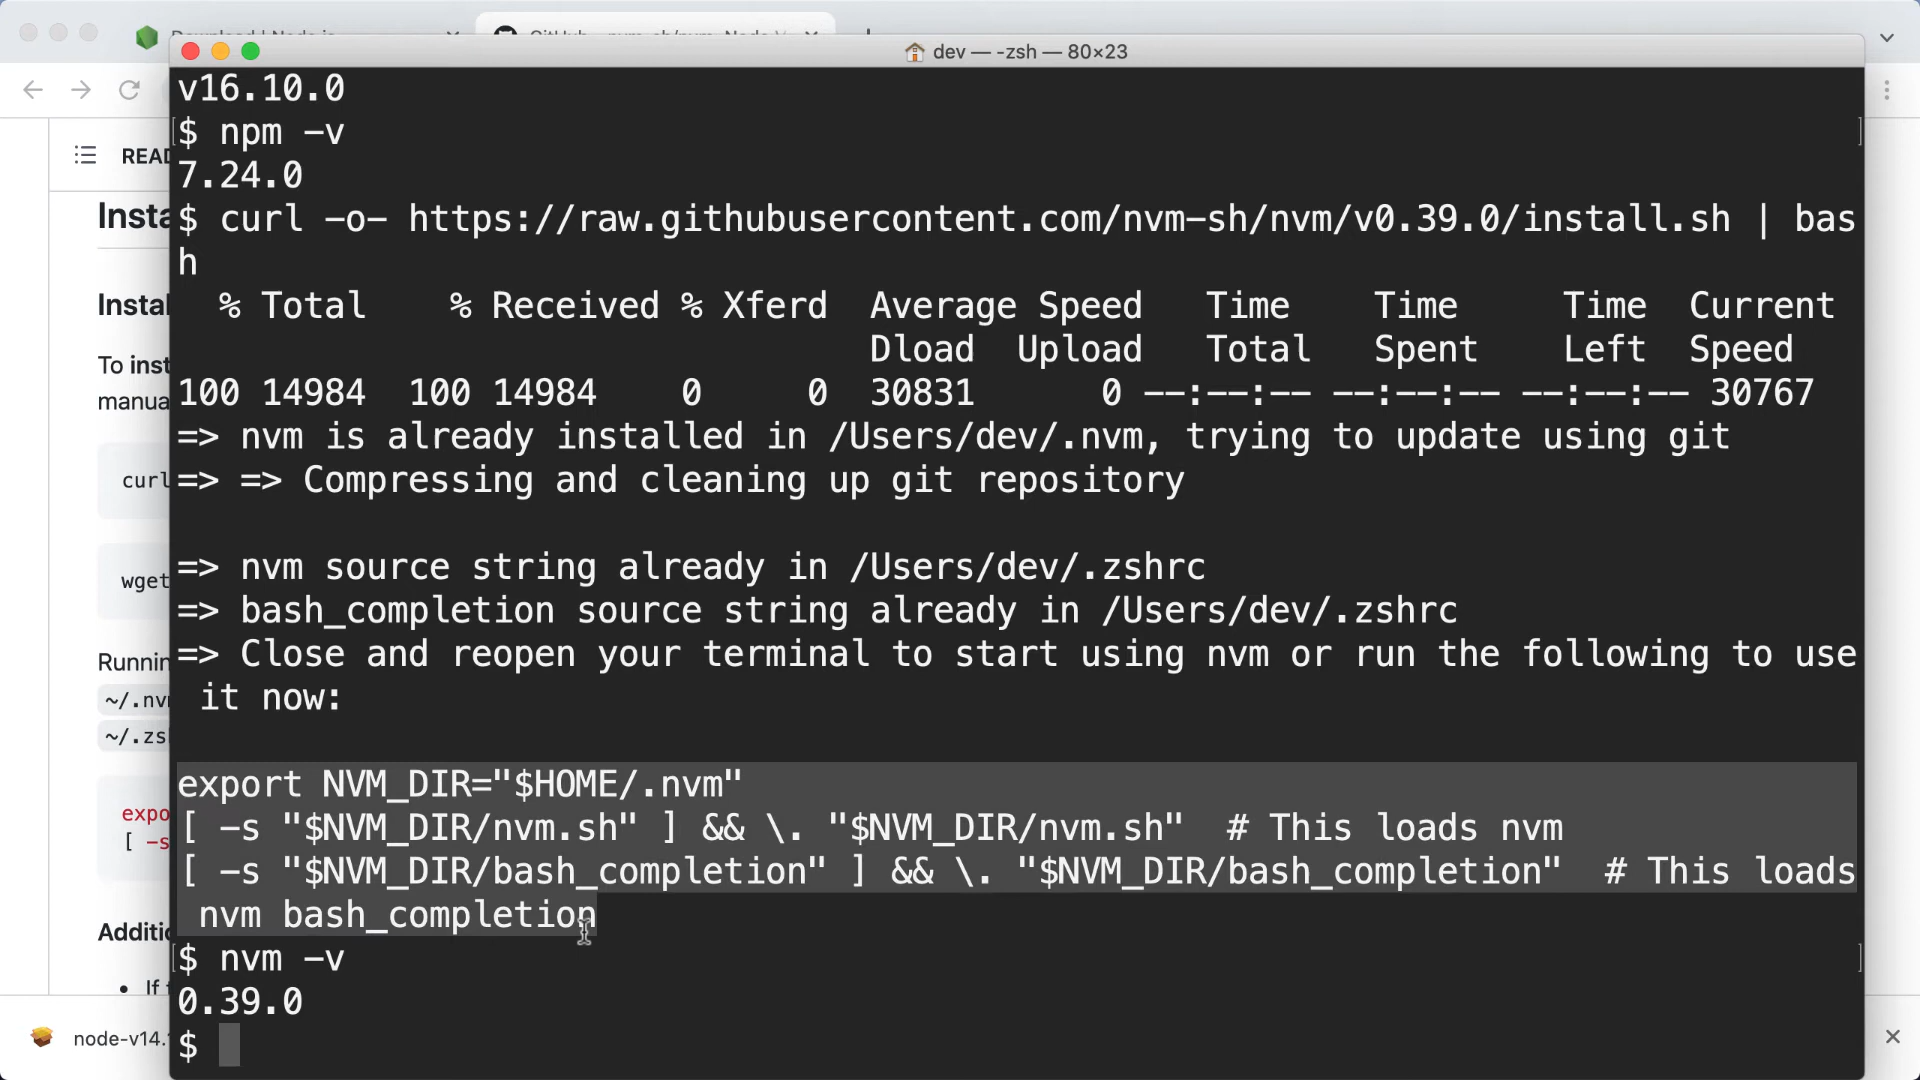 dev — -zsh — 80×23
v16.10.0
$ npm -v
7.24.0
$ curl -o- https://raw.githubusercontent.com/nvm-sh/nvm/v0.39.0/install.sh | bas
h
% Total % Received % Xferd Average Speed Time Time Time Current
Dload Upload Total Spent Left Speed
100 14984 100 14984 0 0 30831 0 --:--:-- --:--:-- --:--:-- 30767
=> nvm is already installed in /Users/dev/.nvm, trying to update using git
=> => Compressing and cleaning up git repository
=> nvm source string already in /Users/dev/.zshrc
=> bash_completion source string already in /Users/dev/.zshrc
=> Close and reopen your terminal to start using nvm or run the following to use
it now:
export NVM_DIR="$HOME/.nvm"
[ -s "$NVM_DIR/nvm.sh" ] && \. "$NVM_DIR/nvm.sh" # This loads nvm
[ -s "$NVM_DIR/bash_completion" ] && \. "$NVM_DIR/bash_completion" # This loads
nvm bash_completion
$ nvm -v
0.39.0
$
READ
Insta
Instal
To inst
manua
curl
wget
Runnin
~/.nv
~/.zs
expo
[ -s
Additi
If
node-v14.